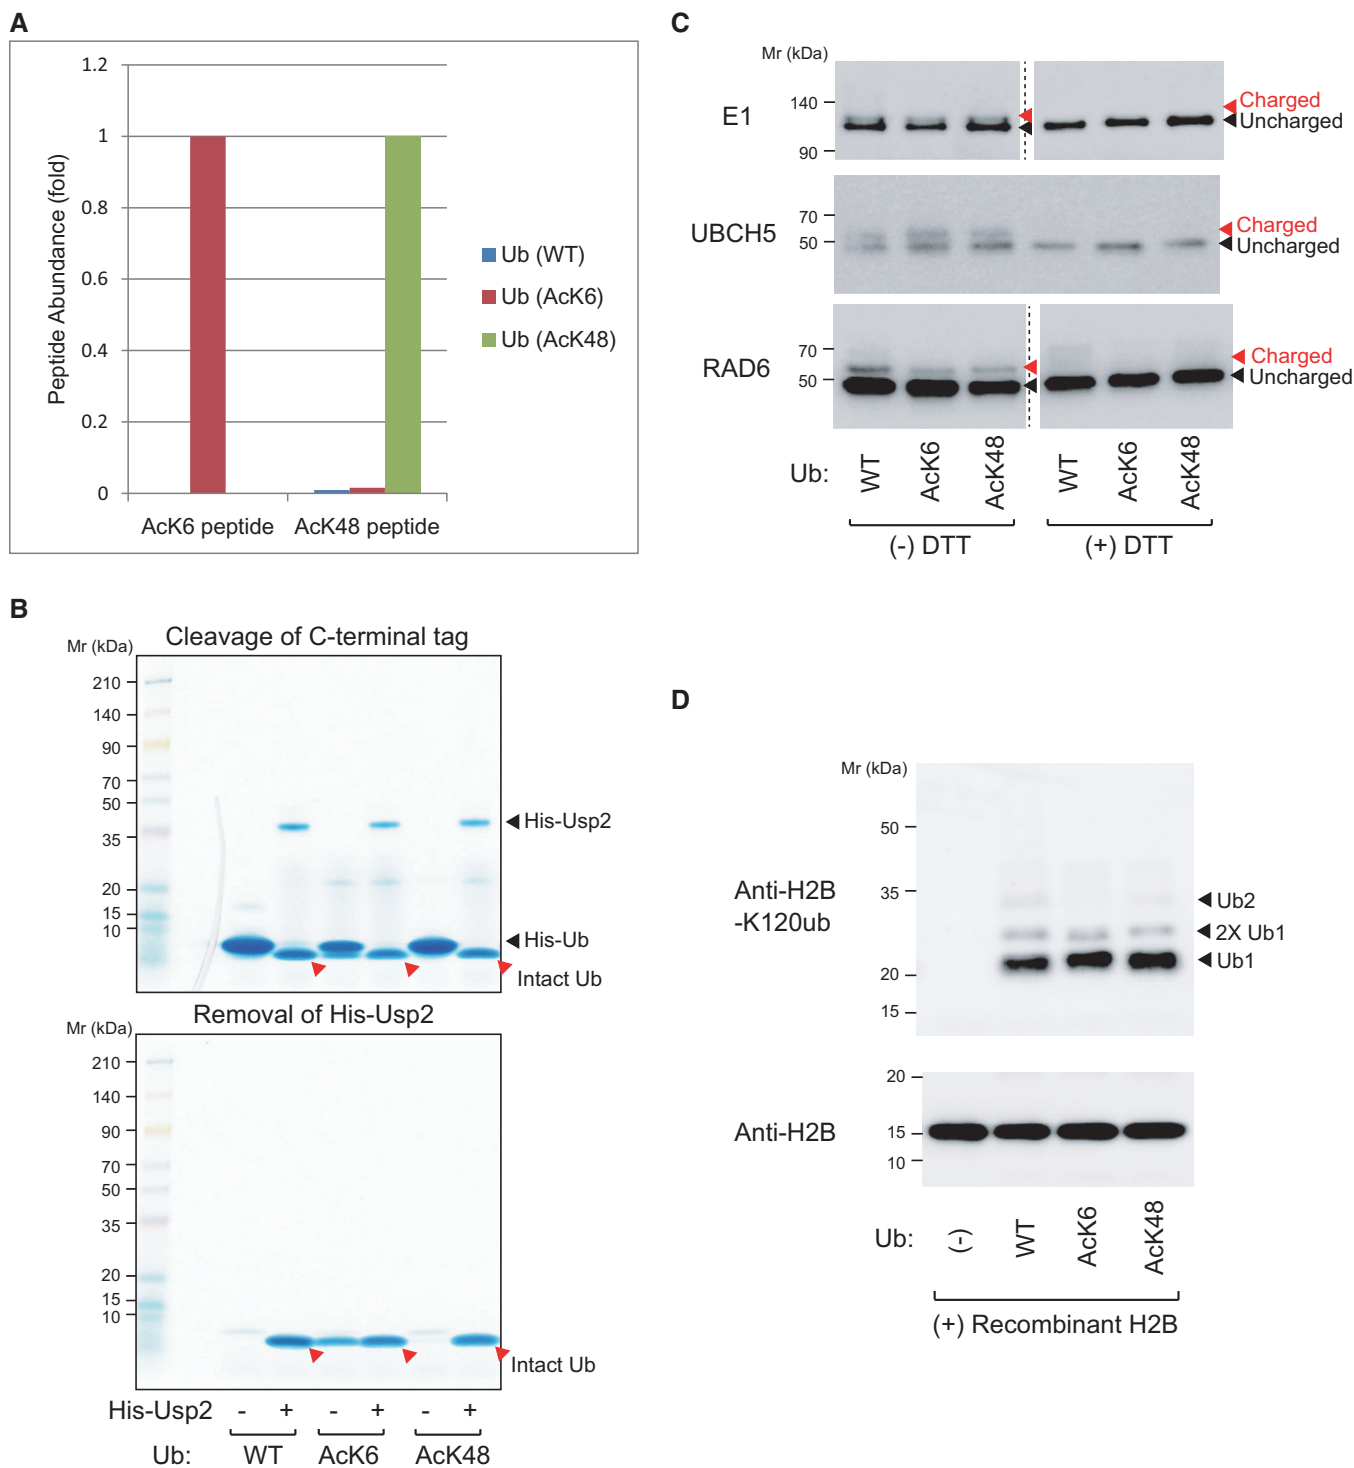 A
1.2
1
0.8
0.6
0.4
0.2
0
Peptide Abundance (fold)
AcK6 peptide AcK48 peptide
Ub (WT)
Ub (AcK6)
Ub (AcK48)
B
Cleavage of C-terminal tag
Mr (kDa)
210
140
90
70
50
35
20
15
10
His-Usp2
His-Ub
Intact Ub
Removal of His-Usp2
Mr (kDa)
210
140
90
70
50
35
20
15
10
Intact Ub
His-Usp2 - + - + - +
Ub: WT AcK6 AcK48
C
Mr (kDa)
E1
140
90
Charged
Uncharged
UBCH5
70
50
Charged
Uncharged
RAD6
70
50
Charged
Uncharged
Ub: WT AcK6 AcK48 WT AcK6 AcK48
(-) DTT (+) DTT
D
Mr (kDa)
50
35
20
15
Anti-H2B
-K120ub
Ub2
2X Ub1
Ub1
Anti-H2B
20
15
10
Ub: (-) WT AcK6 AcK48
(+) Recombinant H2B